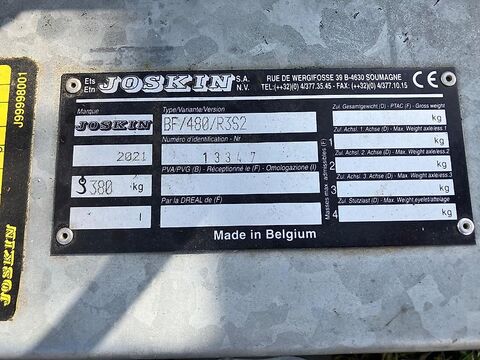 J99998001
JOSKIN
Ets
Etn JOSKIN S.A.
N.V.
RUE DE WERGIFOSSE 39 B-4630 SOUMAGNE
TEL:(++32)(0) 4/377.35.45 - FAX: (++32)(0) 4/377.10.15
CE
Marque
JOSKIN
Type/Variante/Version
BF/480/R3S2
Zul. Gesamtgewicht (D) - PTAC (F) - Gross weight
kg
2021
Numéro d'identification - Nr
13347
Masses max. admissibles (F)
Zul. Achsl. 1. Achse (D) - Max. Weight axle/ess.1
1 kg
380 kg
PVA/PVG (B) - Réceptionné le (F) - Omologazione (I)
Zul. Achsl. 2. Achse (D) - Max. Weight axle/ess.2
2 kg
Zul. Achsl. 3. Achse (D) - Max. Weight axle/ess.3
3 kg
I
Par la DREAL de (F)
Zul. Stützlast (D) - Max. Weight eyelet/attelage
4 kg
Made in Belgium